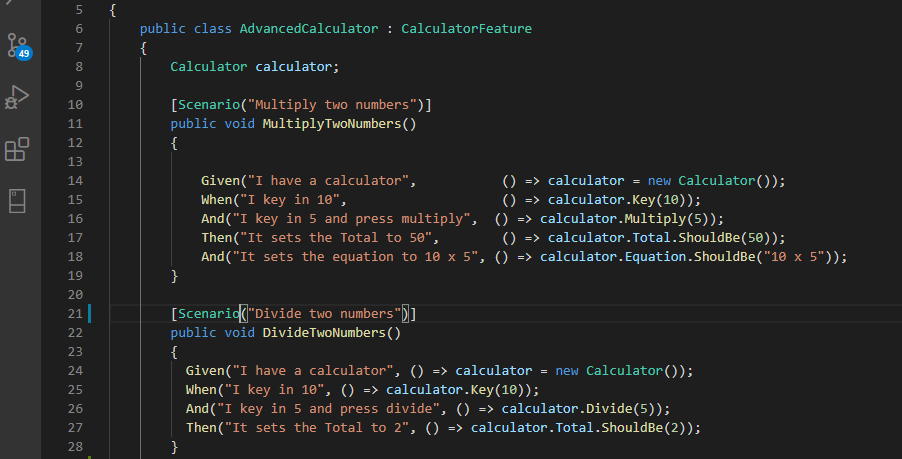 5 {
6 public class AdvancedCalculator : CalculatorFeature
7 {
8 Calculator calculator;
9
10 [Scenario("Multiply two numbers")]
11 public void MultiplyTwoNumbers()
12 {
13
14 Given("I have a calculator", () => calculator = new Calculator());
15 When("I key in 10", () => calculator.Key(10));
16 And("I key in 5 and press multiply", () => calculator.Multiply(5));
17 Then("It sets the Total to 50", () => calculator.Total.ShouldBe(50));
18 And("It sets the equation to 10 x 5", () => calculator.Equation.ShouldBe("10 x 5"));
19 }
20
21 [Scenario("Divide two numbers")]
22 public void DivideTwoNumbers()
23 {
24 Given("I have a calculator", () => calculator = new Calculator());
25 When("I key in 10", () => calculator.Key(10));
26 And("I key in 5 and press divide", () => calculator.Divide(5));
27 Then("It sets the Total to 2", () => calculator.Total.ShouldBe(2));
28 }
49